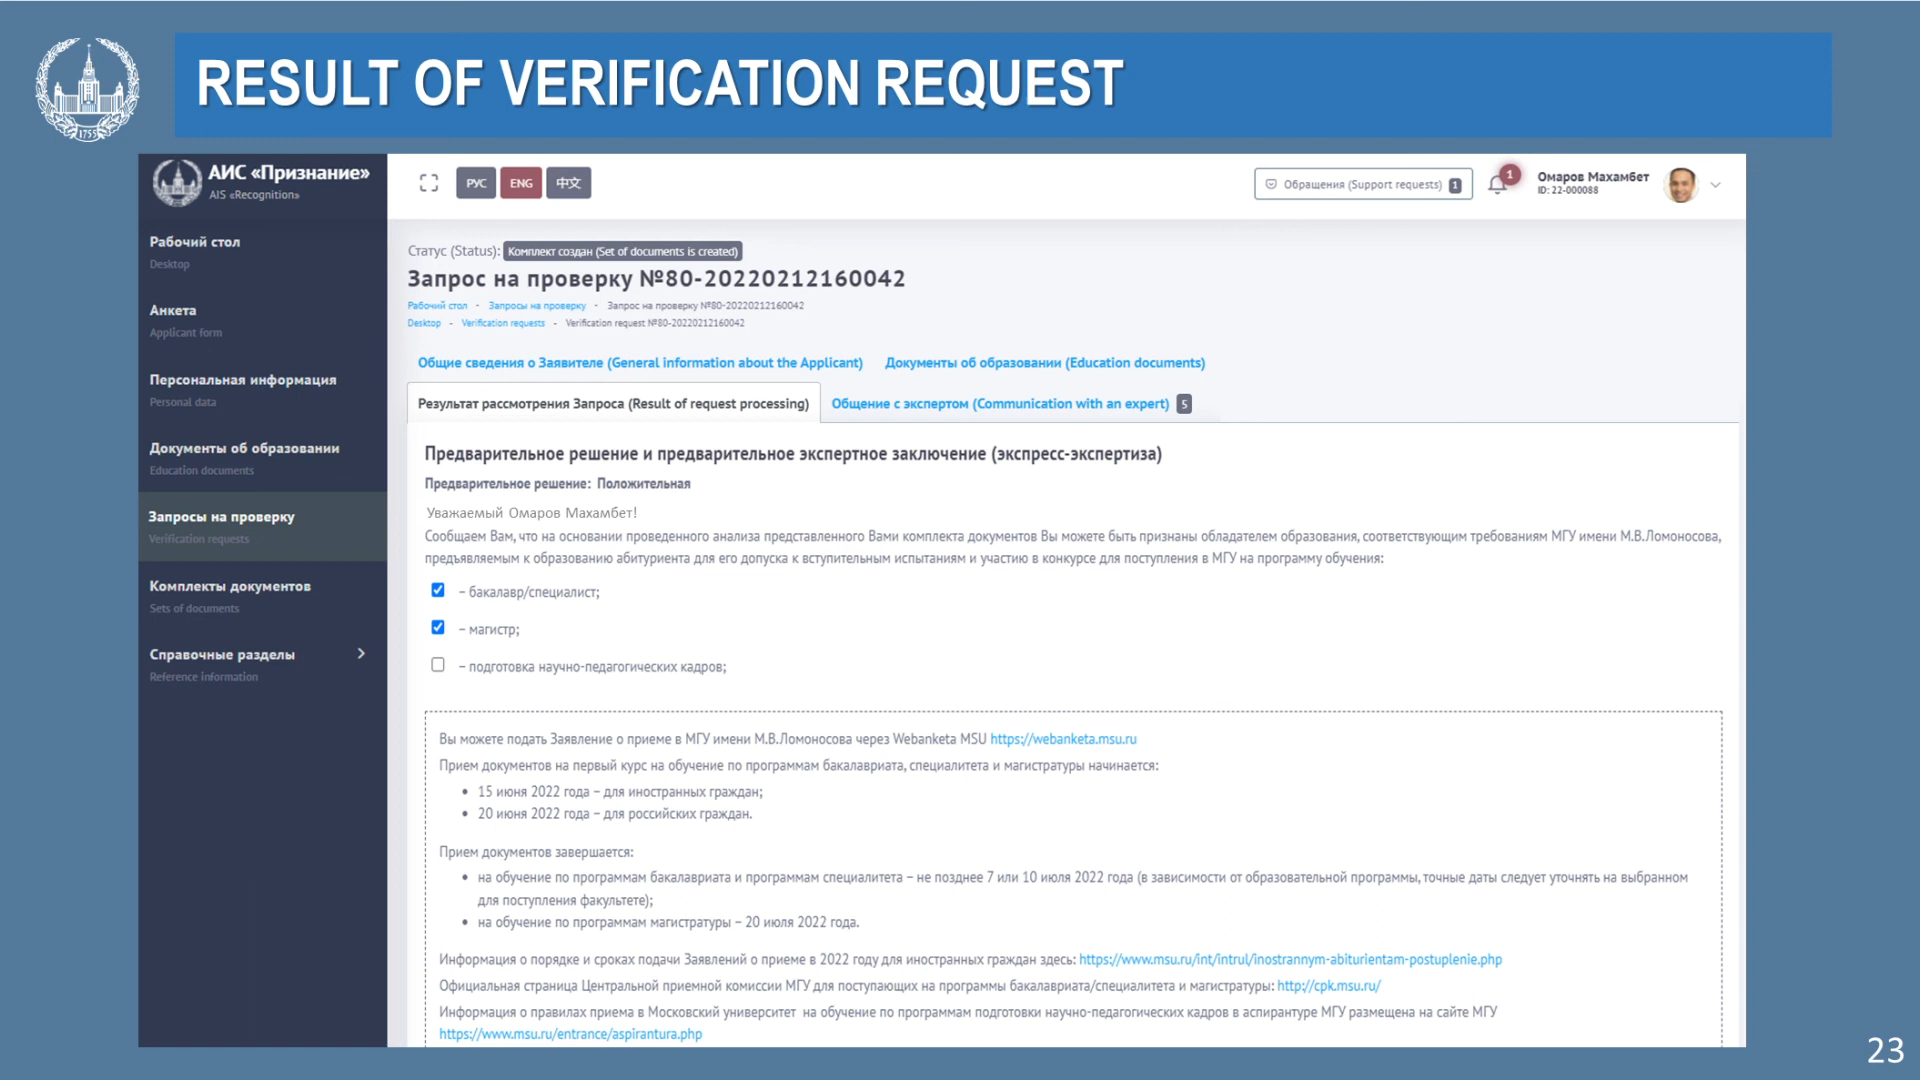 RESULT OF VERIFICATION REQUEST
1755
АИС «Признание»
AIS «Recognition»
РУС
ENG
中文
Обращения (Support requests) 1
1
Омаров Махамбет
ID: 22-000088
Рабочий стол
Desktop
Анкета
Applicant form
Персональная информация
Personal data
Документы об образовании
Education documents
Запросы на проверку
Verification requests
Комплекты документов
Sets of documents
Справочные разделы
Reference information
Статус (Status): Комплект создан (Set of documents is created)
Запрос на проверку №80-20220212160042
Рабочий стол - Запросы на проверку - Запрос на проверку №80-20220212160042
Desktop - Verification requests - Verification request №80-20220212160042
Общие сведения о Заявителе (General information about the Applicant) Документы об образовании (Education documents)
Результат рассмотрения Запроса (Result of request processing) Общение с экспертом (Communication with an expert) 5
Предварительное решение и предварительное экспертное заключение (экспресс-экспертиза)
Предварительное решение: Положительная
Уважаемый Омаров Махамбет!
Сообщаем Вам, что на основании проведенного анализа представленного Вами комплекта документов Вы можете быть признаны обладателем образования, соответствующим требованиям МГУ имени М.В.Ломоносова,
предъявляемым к образованию абитуриента для его допуска к вступительным испытаниям и участию в конкурсе для поступления в МГУ на программу обучения:
– бакалавр/специалист;
– магистр;
– подготовка научно-педагогических кадров;
Вы можете подать Заявление о приеме в МГУ имени М.В.Ломоносова через Webanketa MSU https://webanketa.msu.ru
Прием документов на первый курс на обучение по программам бакалавриата, специалитета и магистратуры начинается:
• 15 июня 2022 года – для иностранных граждан;
• 20 июня 2022 года – для российских граждан.
Прием документов завершается:
• на обучение по программам бакалавриата и программам специалитета – не позднее 7 или 10 июля 2022 года (в зависимости от образовательной программы, точные даты следует уточнять на выбранном
для поступления факультете);
• на обучение по программам магистратуры – 20 июля 2022 года.
Информация о порядке и сроках подачи Заявлений о приеме в 2022 году для иностранных граждан здесь: https://www.msu.ru/int/intrul/inostrannym-abiturientam-postuplenie.php
Официальная страница Центральной приемной комиссии МГУ для поступающих на программы бакалавриата/специалитета и магистратуры: http://cpk.msu.ru/
Информация о правилах приема в Московский университет на обучение по программам подготовки научно-педагогических кадров в аспирантуре МГУ размещена на сайте МГУ
https://www.msu.ru/entrance/aspirantura.php
23